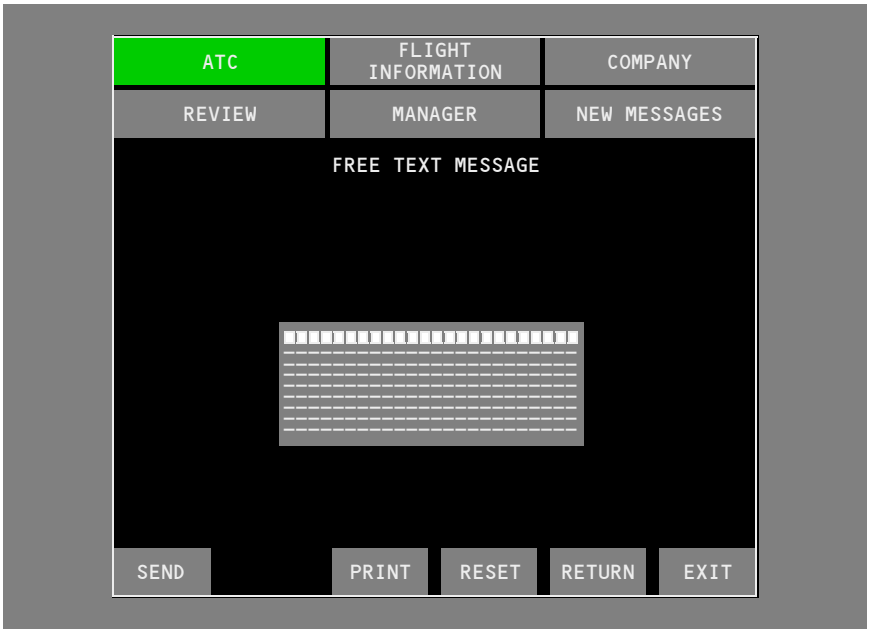 ATC
FLIGHT
INFORMATION
COMPANY
REVIEW
MANAGER
NEW MESSAGES
FREE TEXT MESSAGE
SEND
PRINT
RESET
RETURN
EXIT